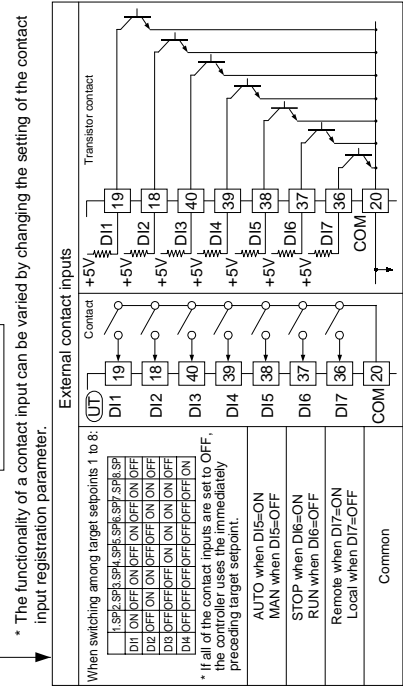 * The functionality of a contact input can be varied by changing the setting of the contact
input registration parameter.
External contact inputs
When switching among target setpoints 1 to 8:
1.SP 2.SP 3.SP 4.SP 5.SP 6.SP 7.SP 8.SP
DI1 ON OFF ON OFF ON OFF ON OFF
DI2 OFF ON ON OFF OFF ON ON OFF
DI3 OFF OFF OFF ON ON ON ON OFF
DI4 OFF OFF OFF OFF OFF OFF OFF ON
* If all of the contact inputs are set to OFF,
the controller uses the immediately
preceding target setpoint.
AUTO when DI5=ON
MAN when DI5=OFF
STOP when DI6=ON
RUN when DI6=OFF
Remote when DI7=ON
Local when DI7=OFF
Common
UT
Contact
DI1 19
DI2 18
DI3 40
DI4 39
DI5 38
DI6 37
DI7 36
COM 20
Transistor contact
+5V DI1 19
+5V DI2 18
+5V DI3 40
+5V DI4 39
+5V DI5 38
+5V DI6 37
+5V DI7 36
COM 20